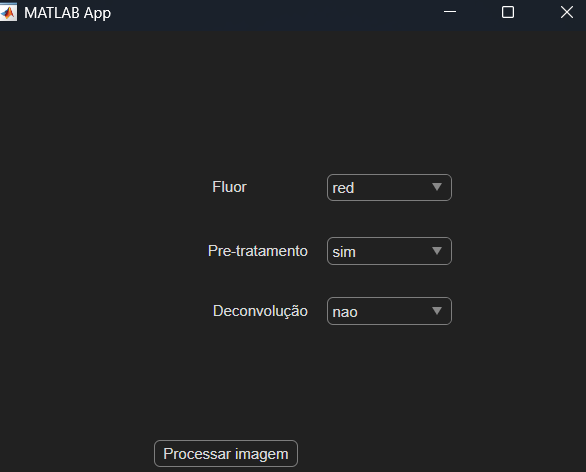 MATLAB App
Fluor red
Pre-tratamento sim
Deconvolução nao
Processar imagem